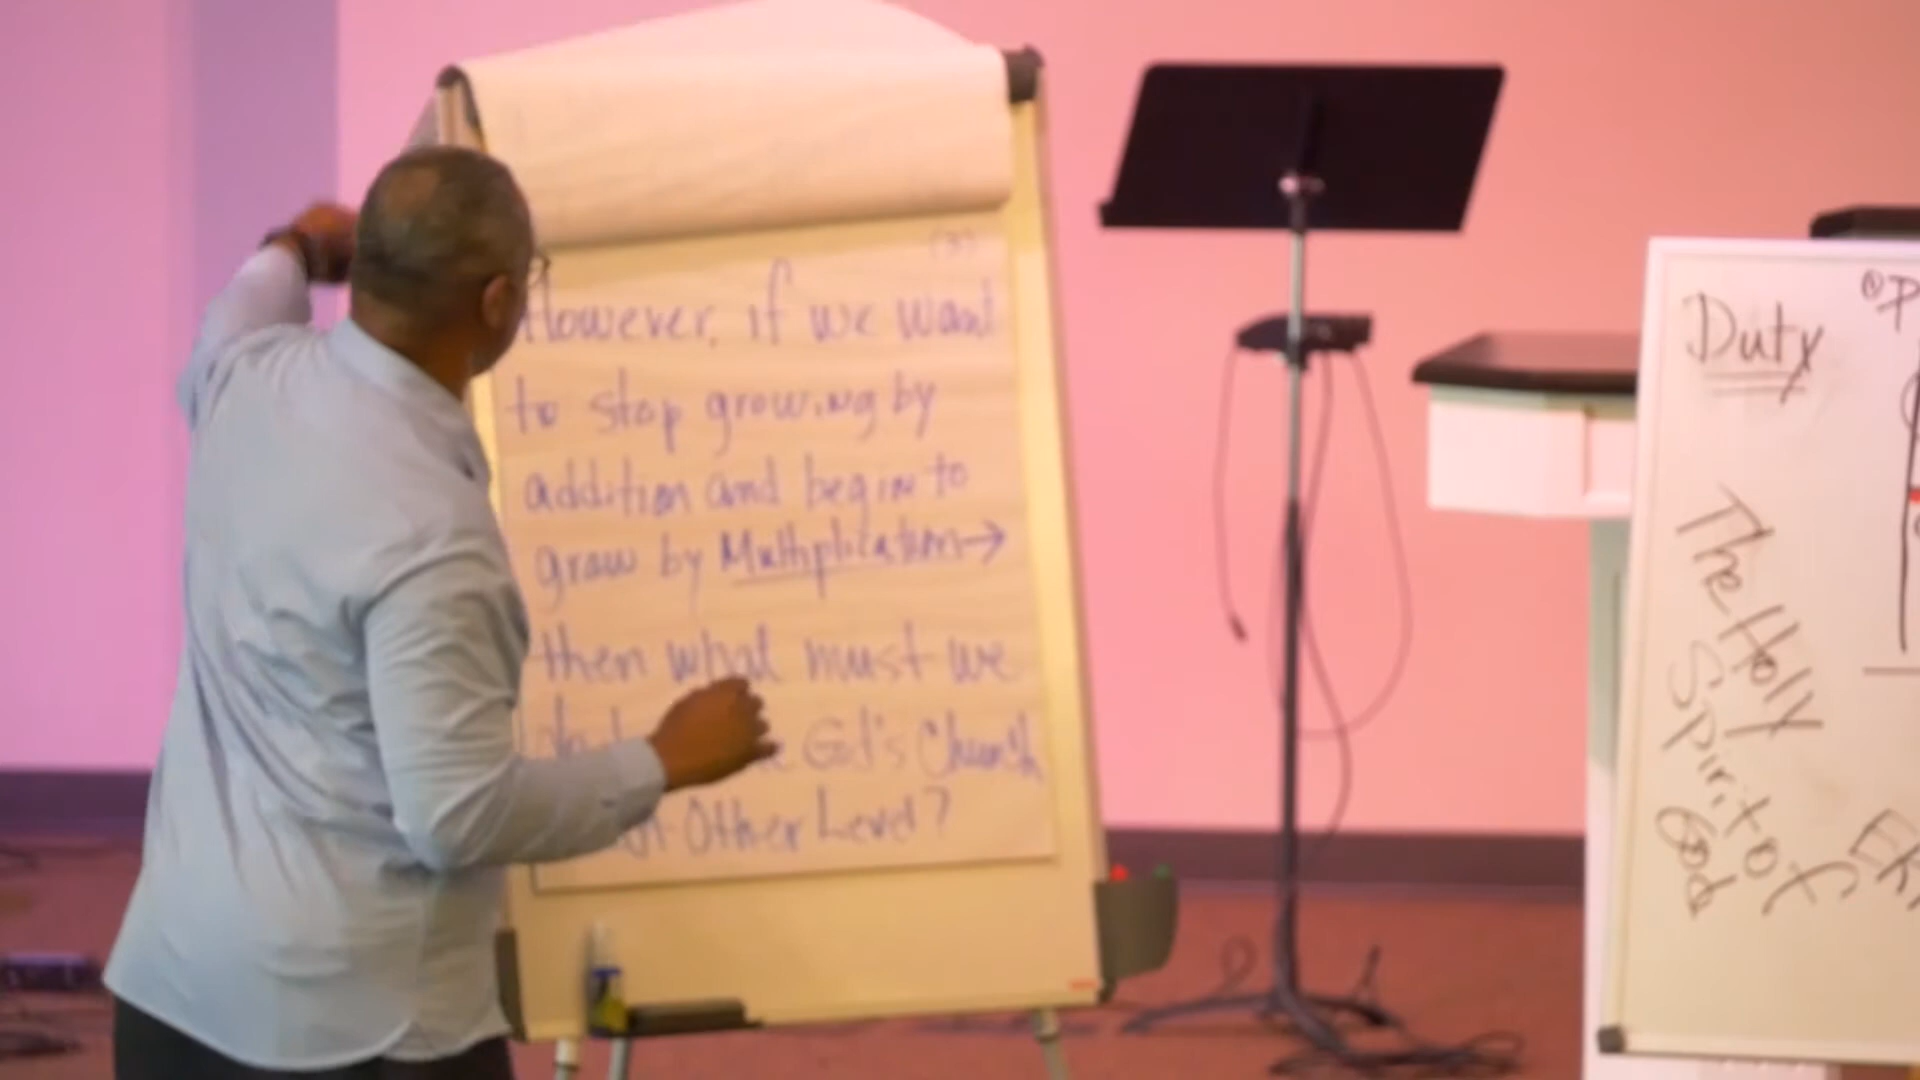 (3)
However, if we want
to stop growing by
addition and begin to
grow by Multiplication→
then what must we
God's Church
Other Level?
Duty
The Holy
Spirit of
God